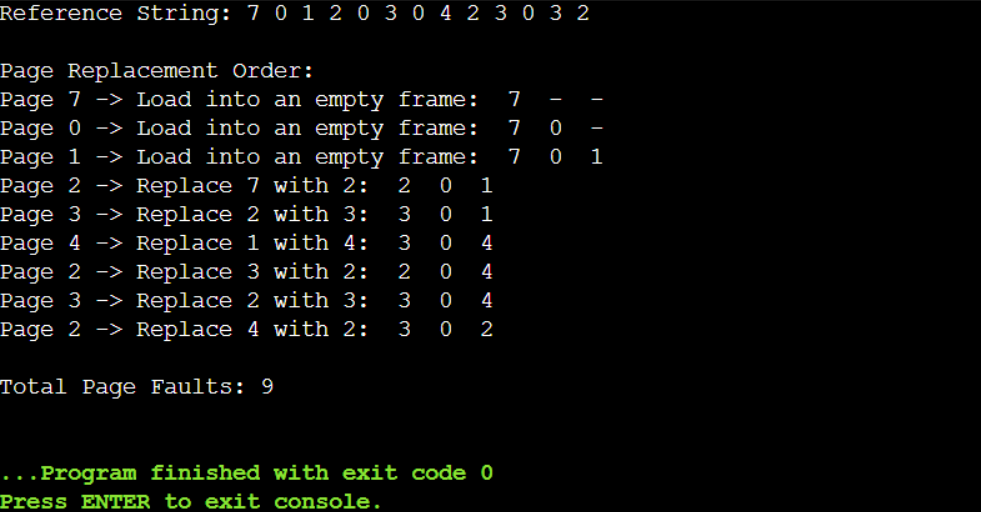 Reference String: 7 0 1 2 0 3 0 4 2 3 0 3 2
Page Replacement Order:
Page 7 -> Load into an empty frame:  7  -  -
Page 0 -> Load into an empty frame:  7  0  -
Page 1 -> Load into an empty frame:  7  0  1
Page 2 -> Replace 7 with 2:  2  0  1
Page 3 -> Replace 2 with 3:  3  0  1
Page 4 -> Replace 1 with 4:  3  0  4
Page 2 -> Replace 3 with 2:  2  0  4
Page 3 -> Replace 2 with 3:  3  0  4
Page 2 -> Replace 4 with 2:  3  0  2
Total Page Faults: 9
...Program finished with exit code 0
Press ENTER to exit console.